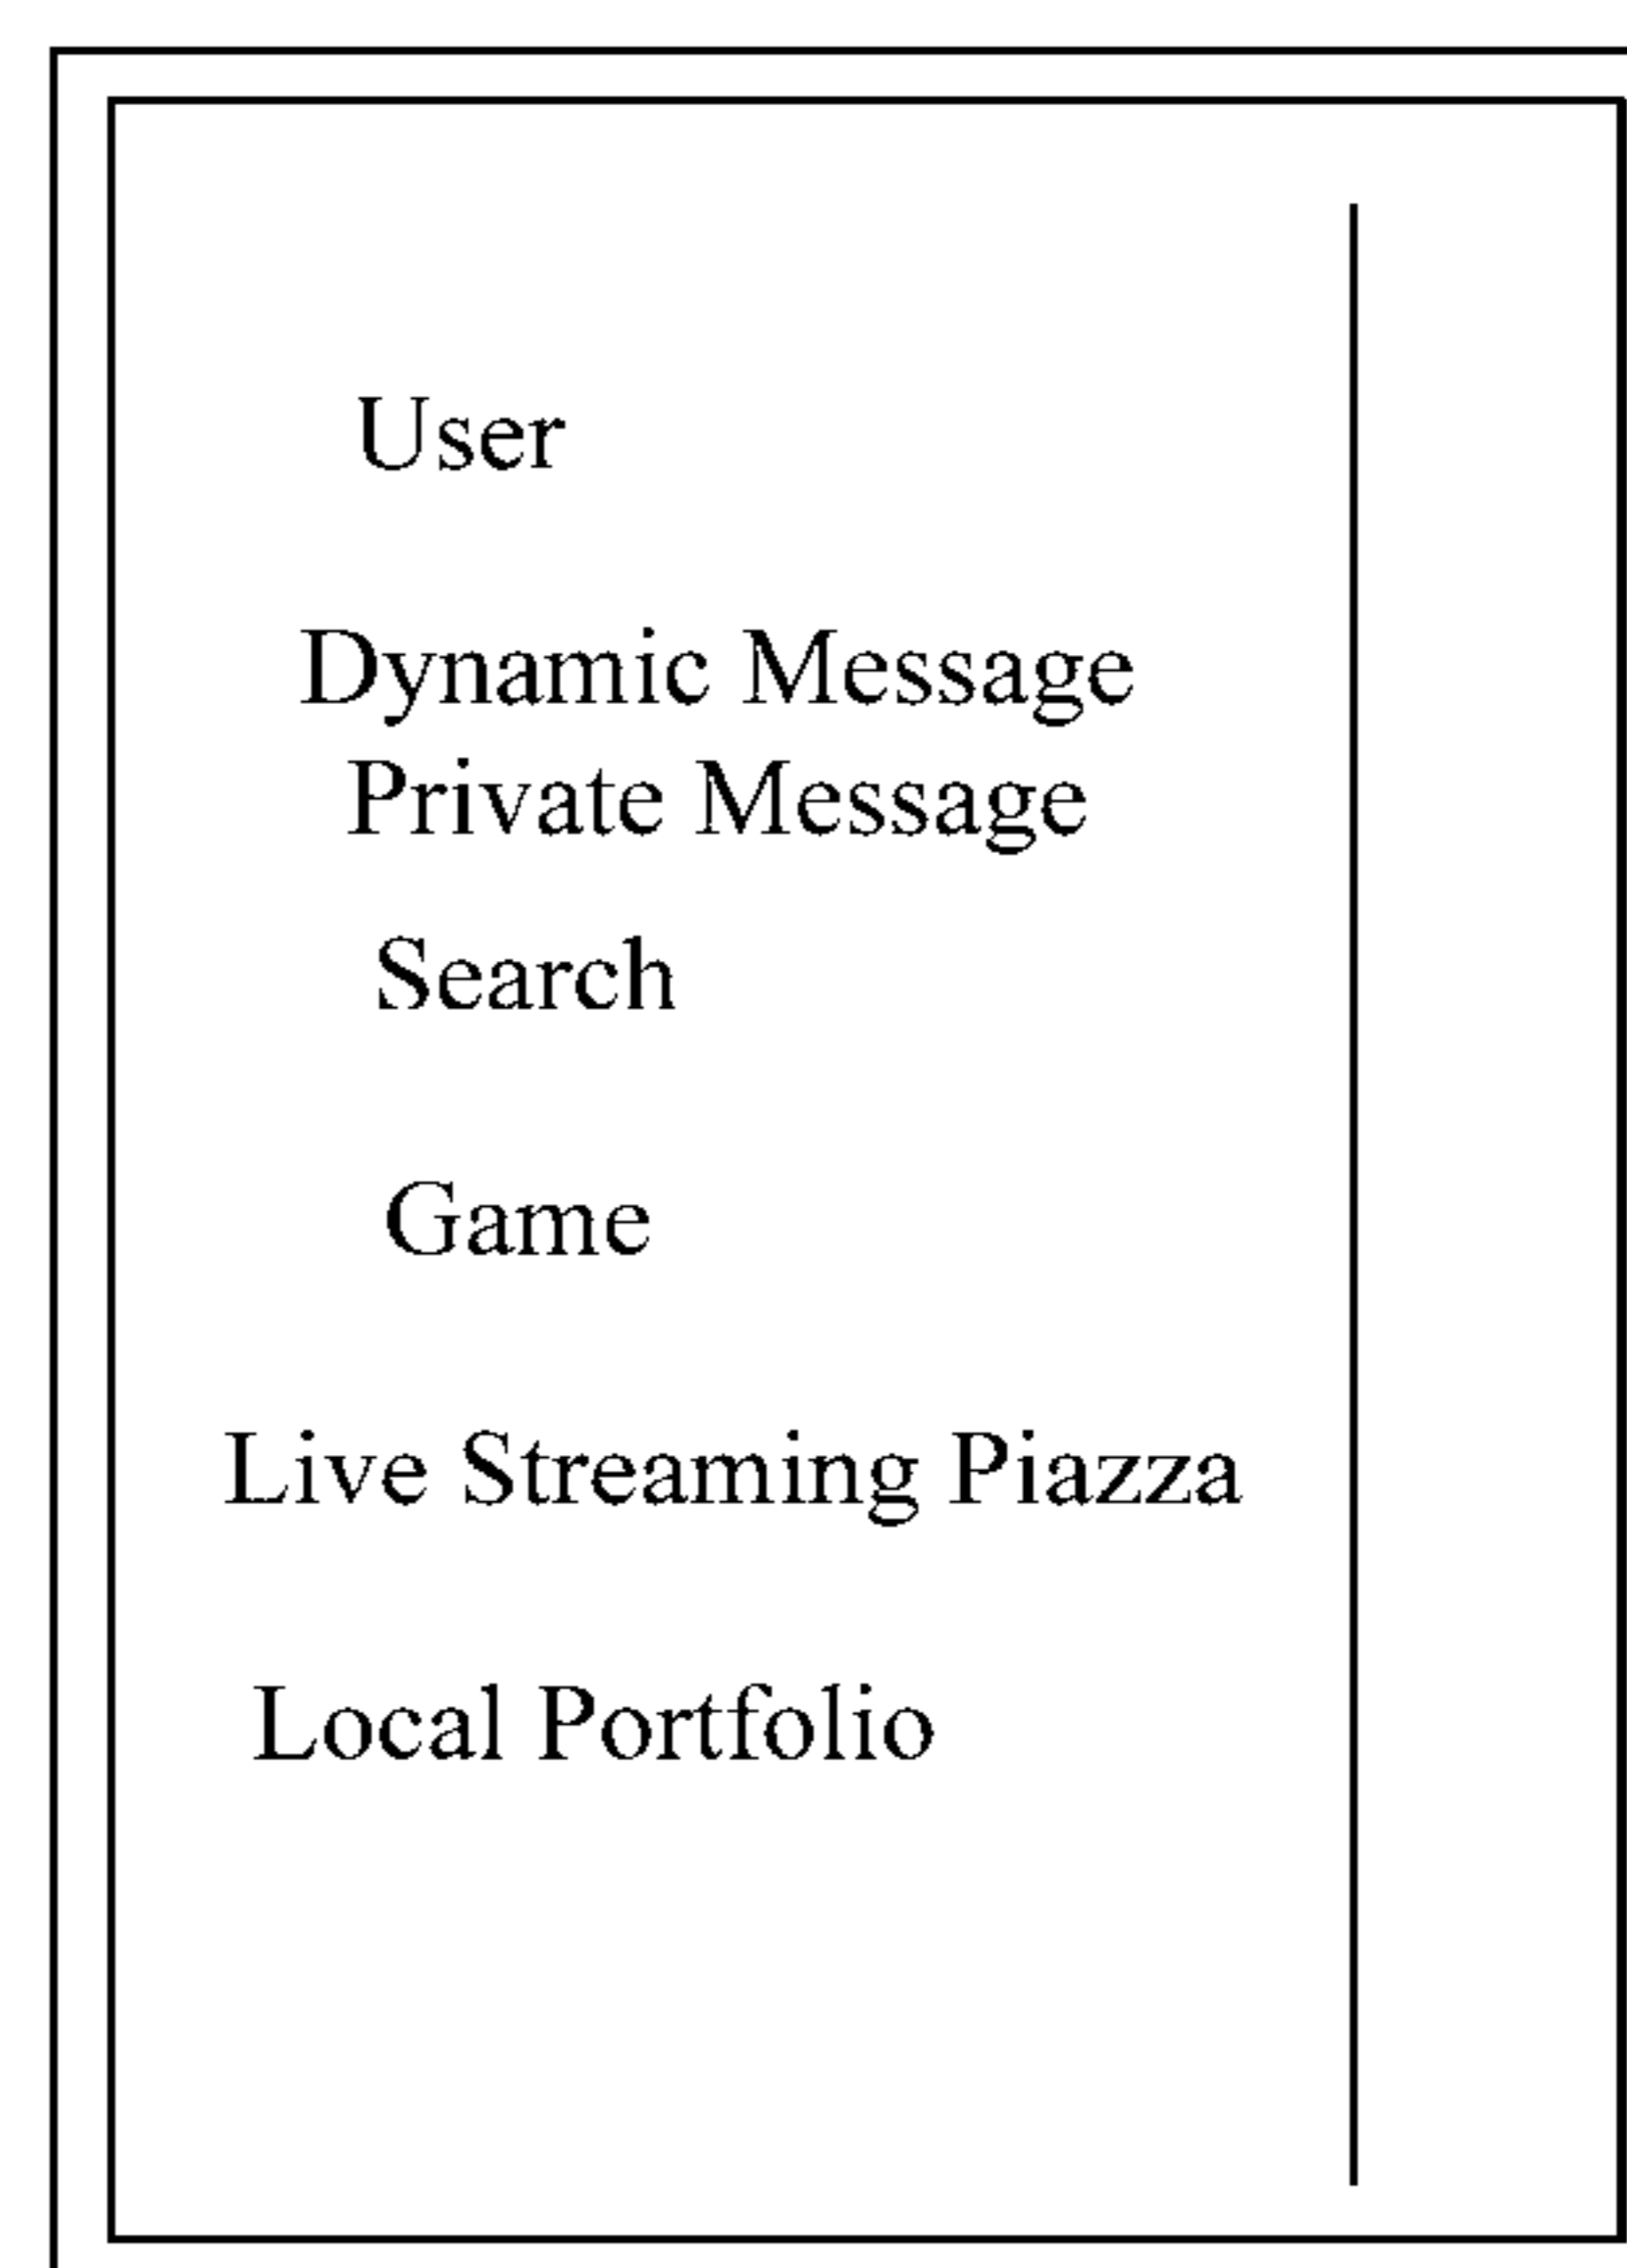 User
Dynamic Message
Private Message
Search
Game
Live Streaming Piazza
Local Portfolio